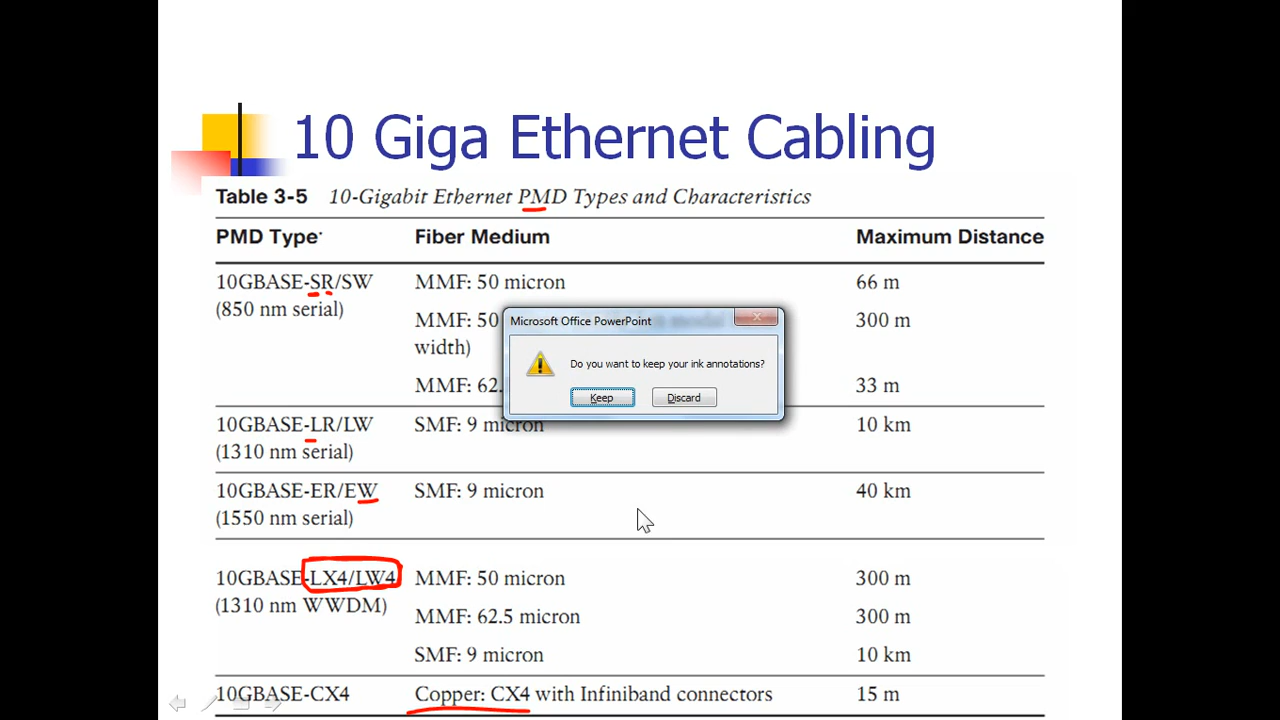 10 Giga Ethernet Cabling
Table 3-5 10-Gigabit Ethernet PMD Types and Characteristics
PMD Type* Fiber Medium Maximum Distance
10GBASE-SR/SW MMF: 50 micron 66 m
(850 nm serial)
MMF: 50 300 m
width)
MMF: 62. 33 m
Microsoft Office PowerPoint
Do you want to keep your ink annotations?
Keep Discard
10GBASE-LR/LW SMF: 9 micron 10 km
(1310 nm serial)
10GBASE-ER/EW SMF: 9 micron 40 km
(1550 nm serial)
10GBASE-LX4/LW4 MMF: 50 micron 300 m
(1310 nm WWDM)
MMF: 62.5 micron 300 m
SMF: 9 micron 10 km
10GBASE-CX4 Copper: CX4 with Infiniband connectors 15 m